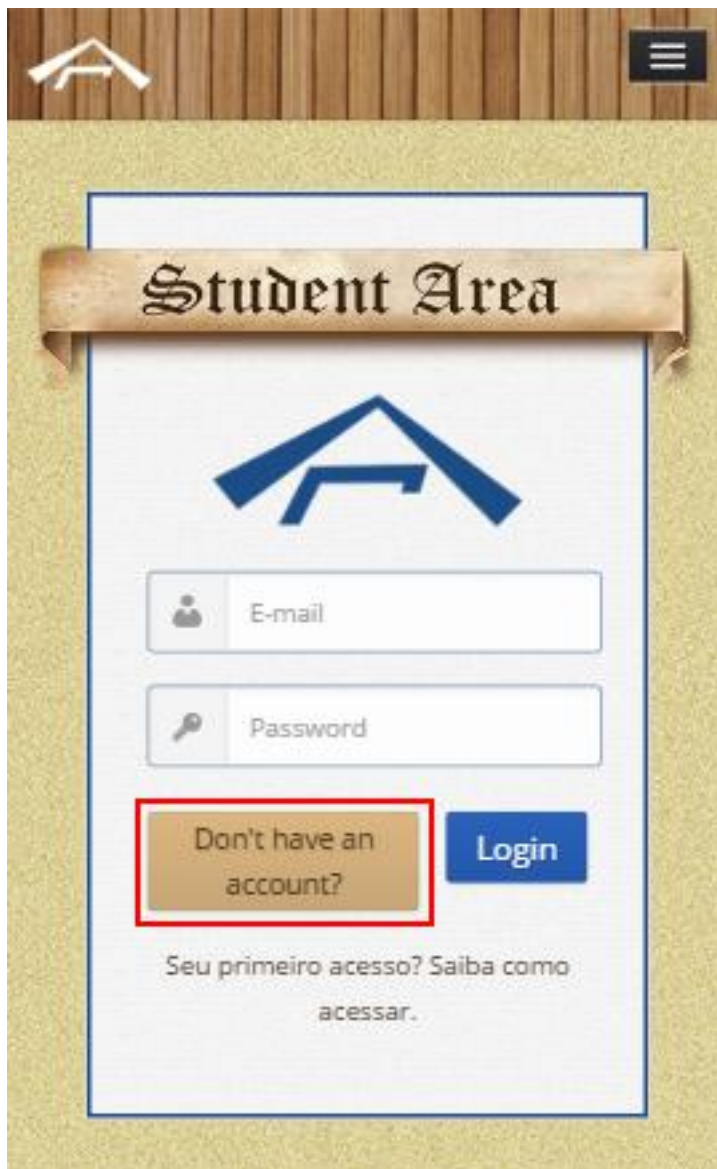 Student Area
E-mail
Password
Don't have an
account?
Login
Seu primeiro acesso? Saiba como
acessar.